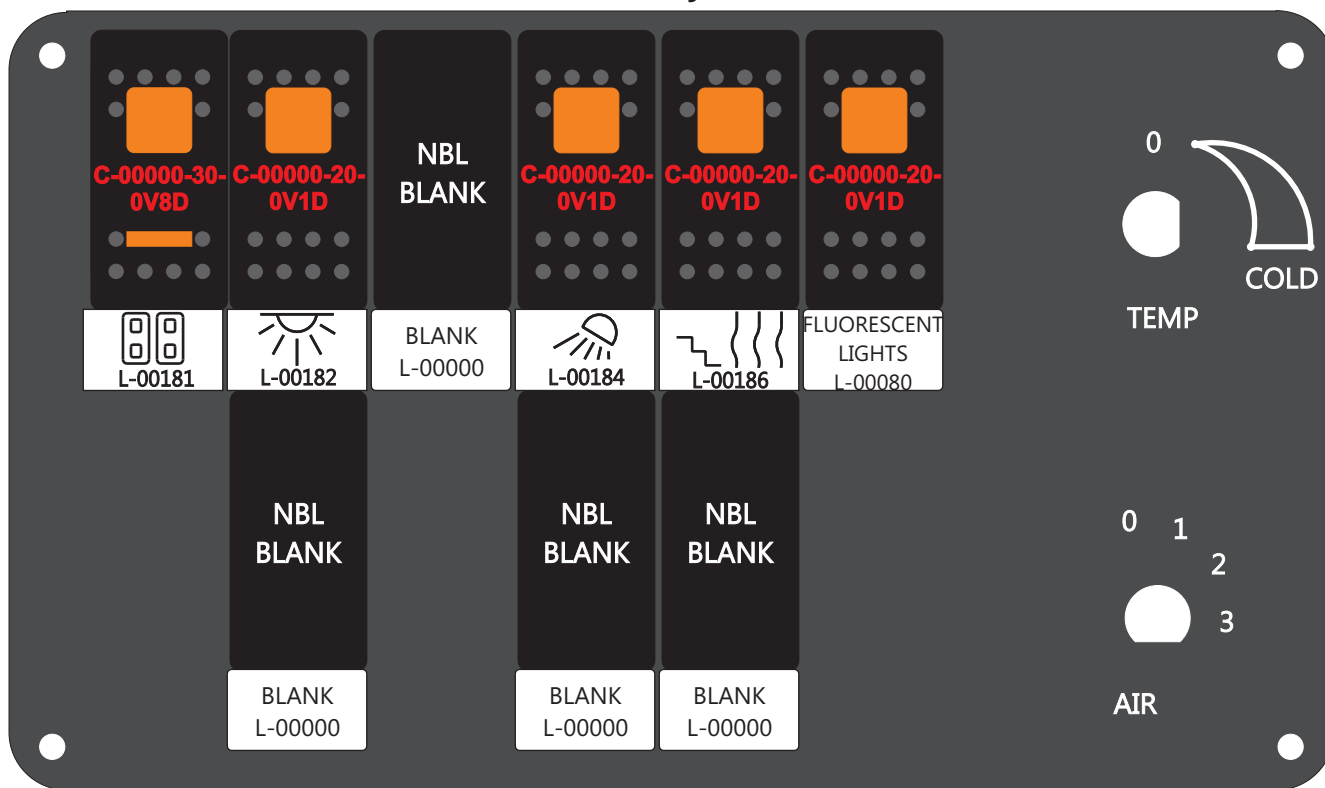 C-00000-30-
0V8D
C-00000-20-
0V1D
NBL
BLANK
C-00000-20-
0V1D
C-00000-20-
0V1D
C-00000-20-
0V1D
L-00181
L-00182
BLANK
L-00000
L-00184
L-00186
FLUORESCENT
LIGHTS
L-00080
0
COLD
TEMP
NBL
BLANK
NBL
BLANK
NBL
BLANK
BLANK
L-00000
BLANK
L-00000
BLANK
L-00000
0
1
2
3
AIR